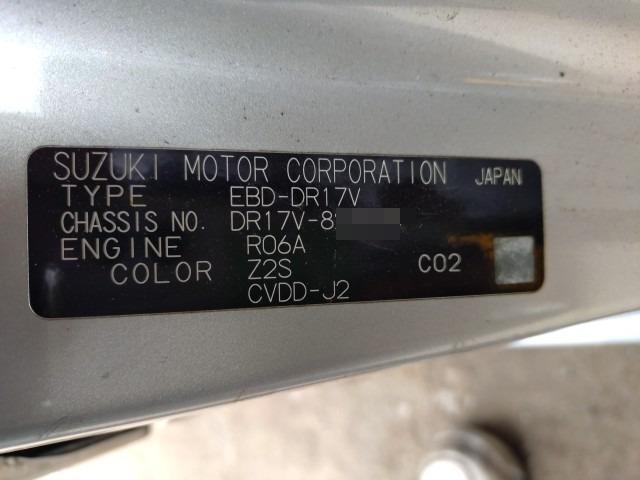 SUZUKI MOTOR CORPORATION JAPAN
TYPE EBD-DR17V
CHASSIS NO. DR17V-8
ENGINE R06A
COLOR Z2S C02
CVDD-J2